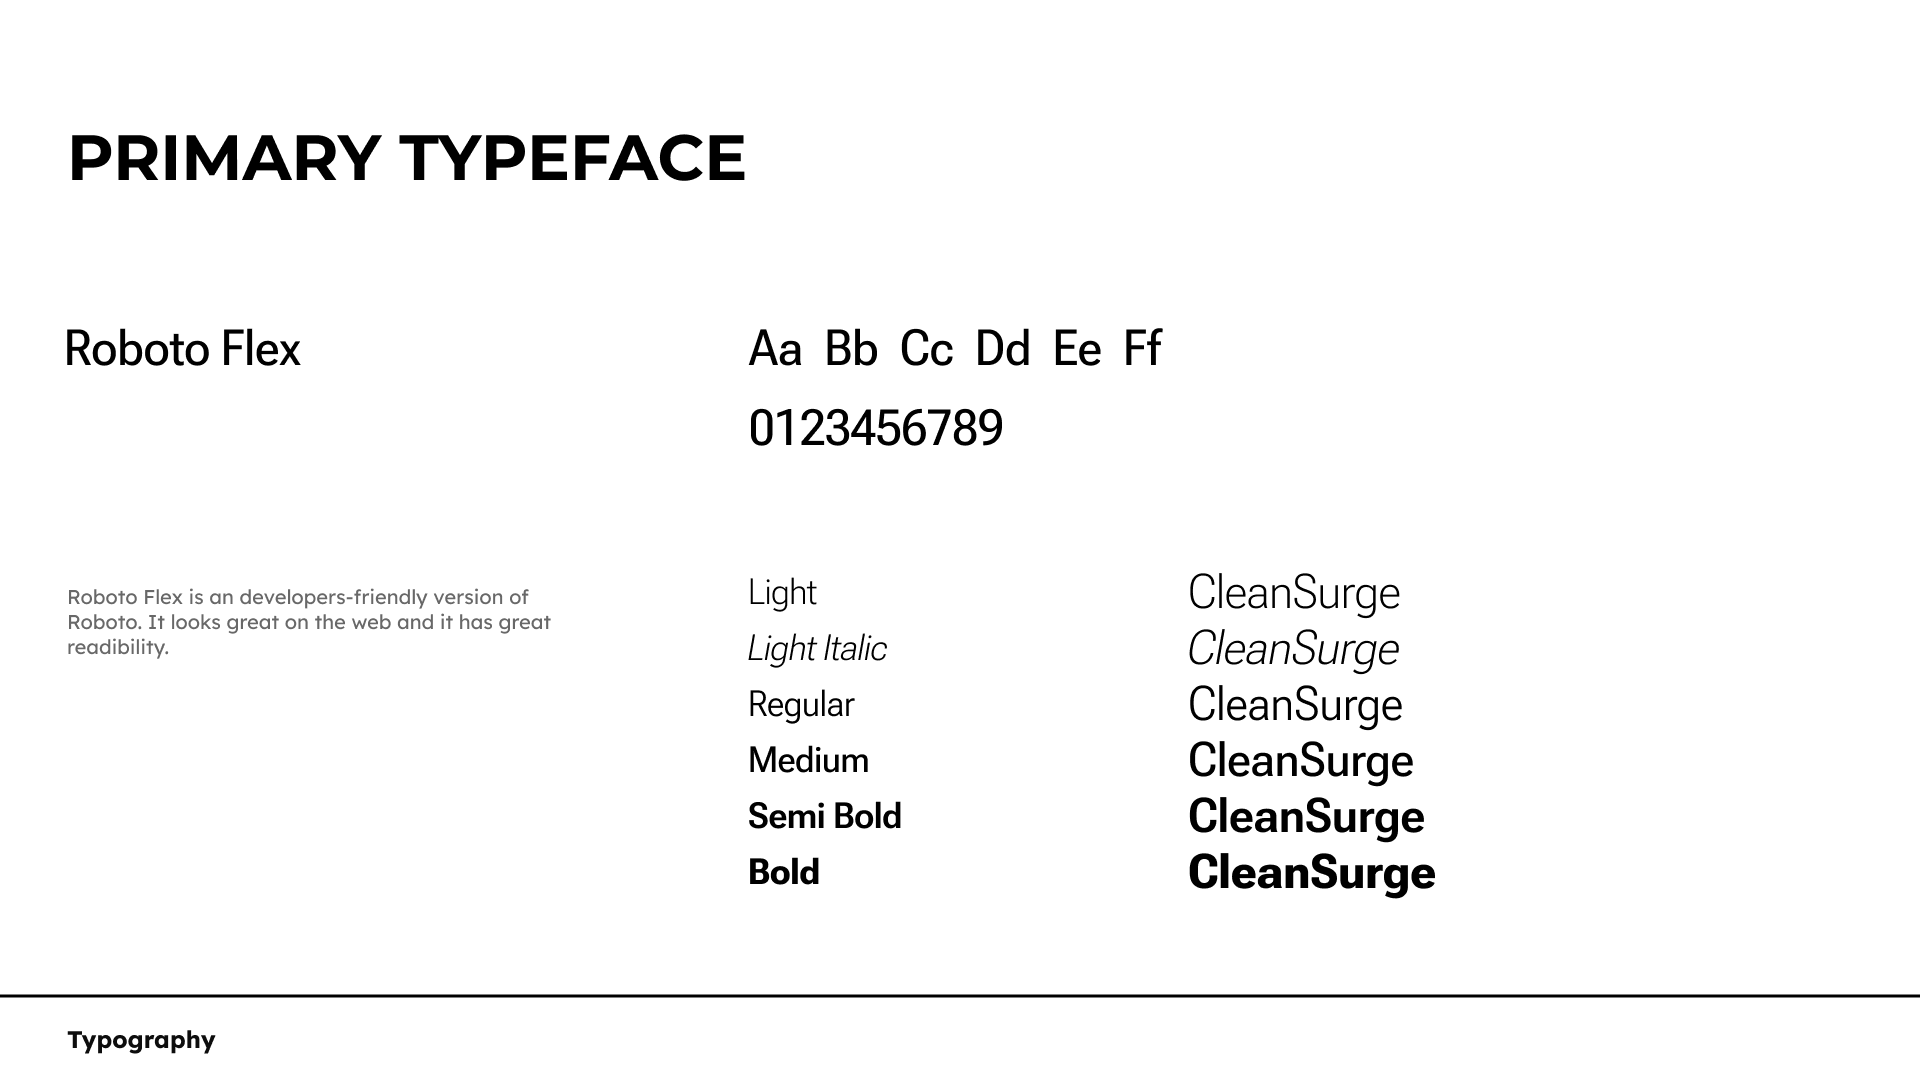 PRIMARY TYPEFACE
Roboto Flex
Aa Bb Cc Dd Ee Ff
0123456789
Roboto Flex is an developers-friendly version of
Roboto. It looks great on the web and it has great
readibility.
Light
CleanSurge
Light Italic
CleanSurge
Regular
CleanSurge
Medium
CleanSurge
Semi Bold
CleanSurge
Bold
CleanSurge
Typography